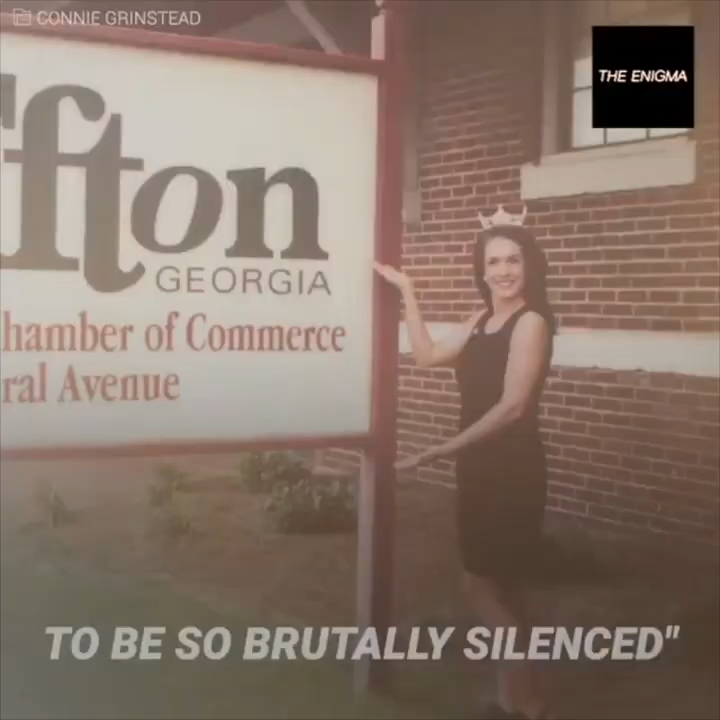 CONNIE GRINSTEAD
THE ENIGMA
fton
GEORGIA
hamber of Commerce
ral Avenue
TO BE SO BRUTALLY SILENCED"